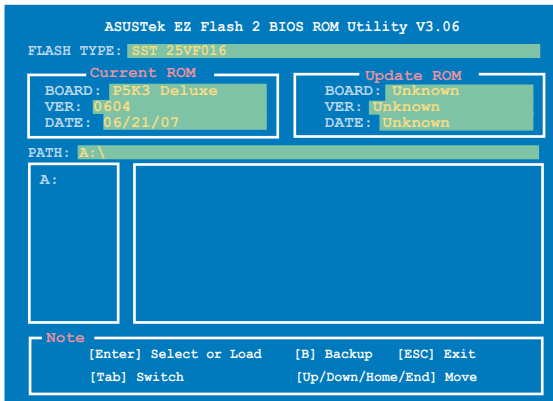 ASUSTek EZ Flash 2 BIOS ROM Utility V3.06
FLASH TYPE: SST 25VF016
Current ROM
BOARD: P5K3 Deluxe
VER: 0604
DATE: 06/21/07
Update ROM
BOARD: Unknown
VER: Unknown
DATE: Unknown
PATH: A:\
A:
Note
[Enter] Select or Load [B] Backup [ESC] Exit
[Tab] Switch [Up/Down/Home/End] Move